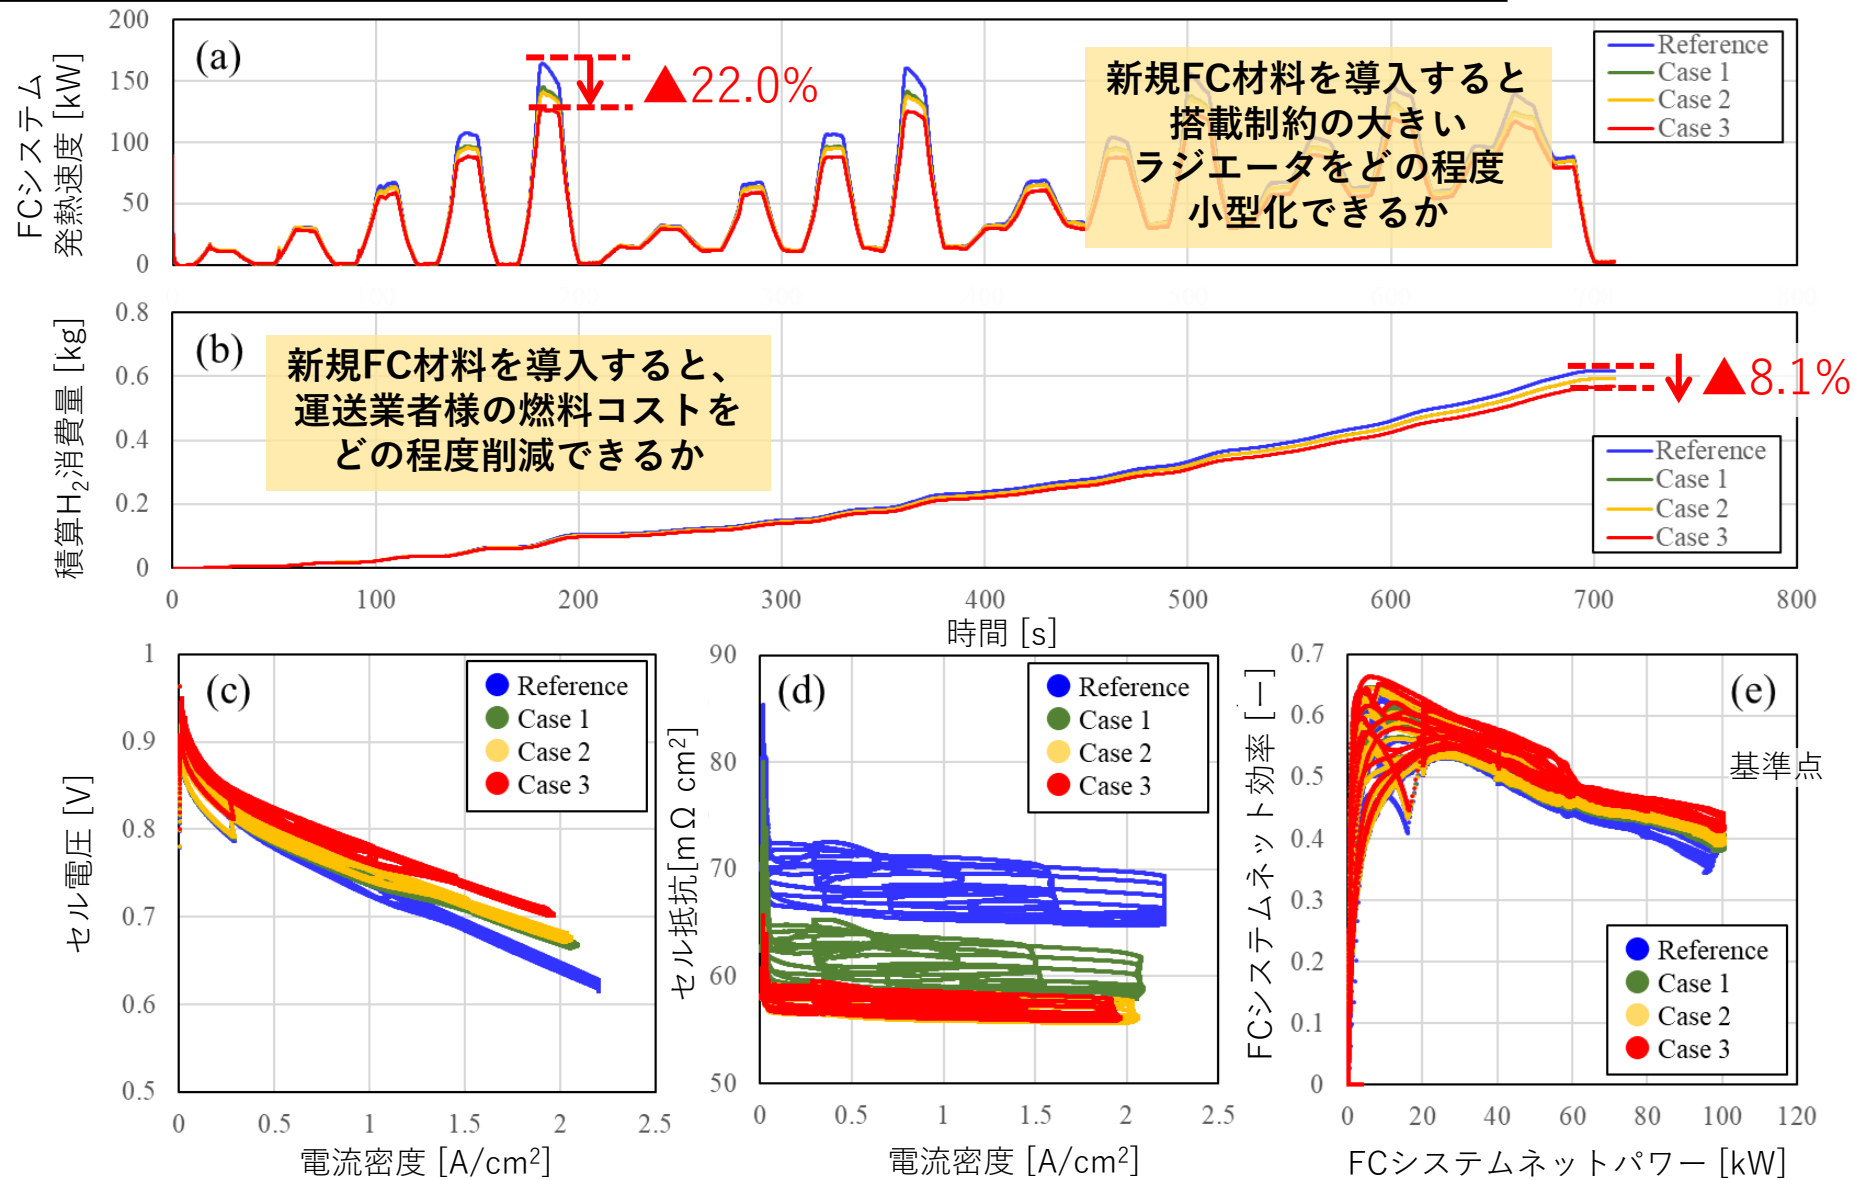 (a)
FCシステム
発熱速度 [kW]
200
150
100
50
0
▲22.0%
新規FC材料を導入すると
搭載制約の大きい
ラジエータをどの程度
小型化できるか
Reference
Case 1
Case 2
Case 3
(b)
積算H₂消費量 [kg]
0.8
0.6
0.4
0.2
0
新規FC材料を導入すると、
運送業者様の燃料コストを
どの程度削減できるか
▲8.1%
Reference
Case 1
Case 2
Case 3
0 100 200 300 400 500 600 700 800
時間 [s]
(c)
セル電圧 [V]
1
0.9
0.8
0.7
0.6
0.5
Reference
Case 1
Case 2
Case 3
0 0.5 1 1.5 2 2.5
電流密度 [A/cm²]
(d)
セル抵抗[mΩ cm²]
90
80
70
60
50
Reference
Case 1
Case 2
Case 3
0 0.5 1 1.5 2 2.5
電流密度 [A/cm²]
(e)
FCシステムネット効率 [—]
0.7
0.6
0.5
0.4
0.3
0.2
0.1
0
基準点
Reference
Case 1
Case 2
Case 3
0 20 40 60 80 100 120
FCシステムネットパワー [kW]